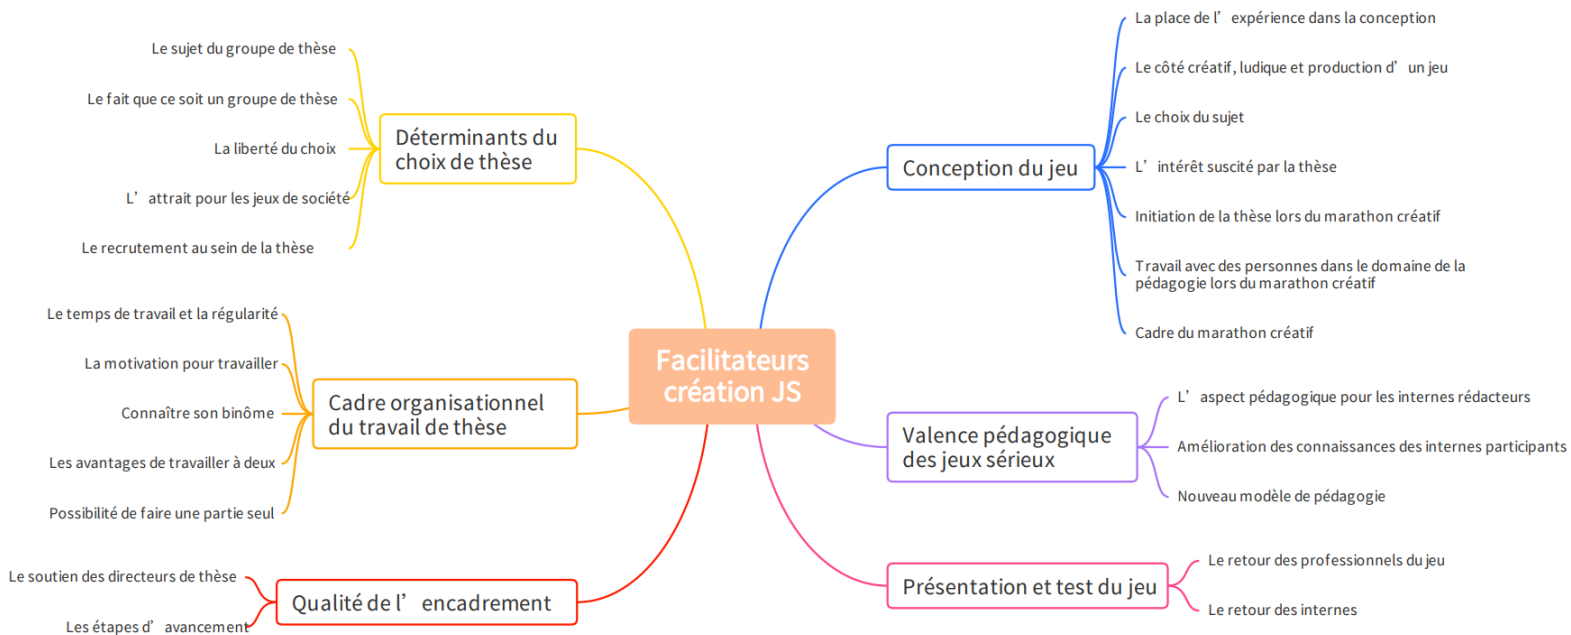 Facilitateurs
création JS
Déterminants du
choix de thèse
Le sujet du groupe de thèse
Le fait que ce soit un groupe de thèse
La liberté du choix
L’attrait pour les jeux de société
Le recrutement au sein de la thèse
Cadre organisationnel
du travail de thèse
Le temps de travail et la régularité
La motivation pour travailler
Connaître son binôme
Les avantages de travailler à deux
Possibilité de faire une partie seul
Qualité de l’encadrement
Le soutien des directeurs de thèse
Les étapes d’avancement
Conception du jeu
La place de l’expérience dans la conception
Le côté créatif, ludique et production d’un jeu
Le choix du sujet
L’intérêt suscité par la thèse
Initiation de la thèse lors du marathon créatif
Travail avec des personnes dans le domaine de la
pédagogie lors du marathon créatif
Cadre du marathon créatif
Valence pédagogique
des jeux sérieux
L’aspect pédagogique pour les internes rédacteurs
Amélioration des connaissances des internes participants
Nouveau modèle de pédagogie
Présentation et test du jeu
Le retour des professionnels du jeu
Le retour des internes